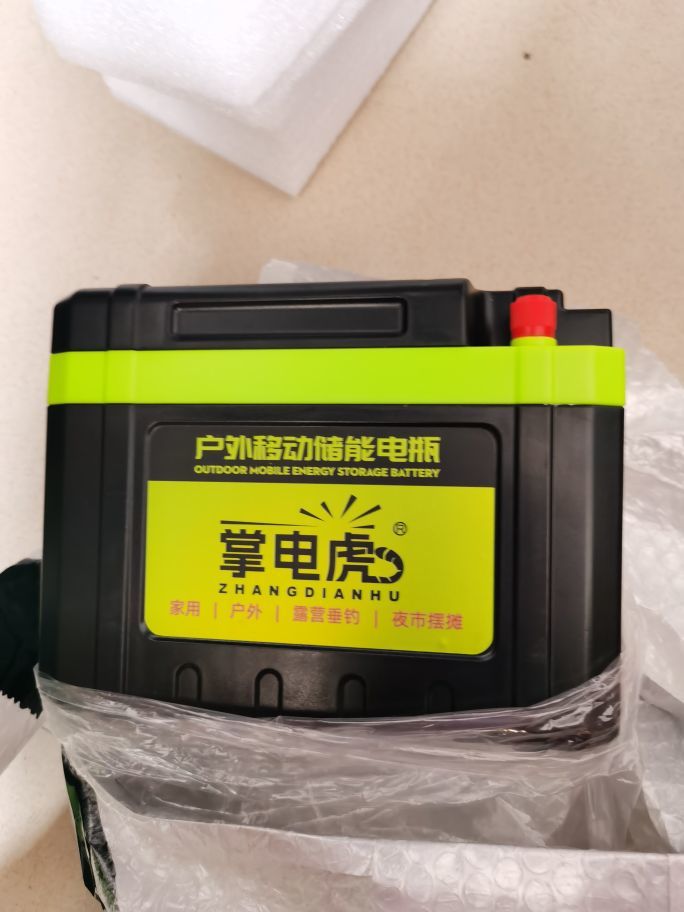 户外移动储能电瓶
OUTDOOR MOBILE ENERGY STORAGE BATTERY
掌电虎®
ZHANGDIANHU
家用 | 户外 | 露营垂钓 | 夜市摆摊